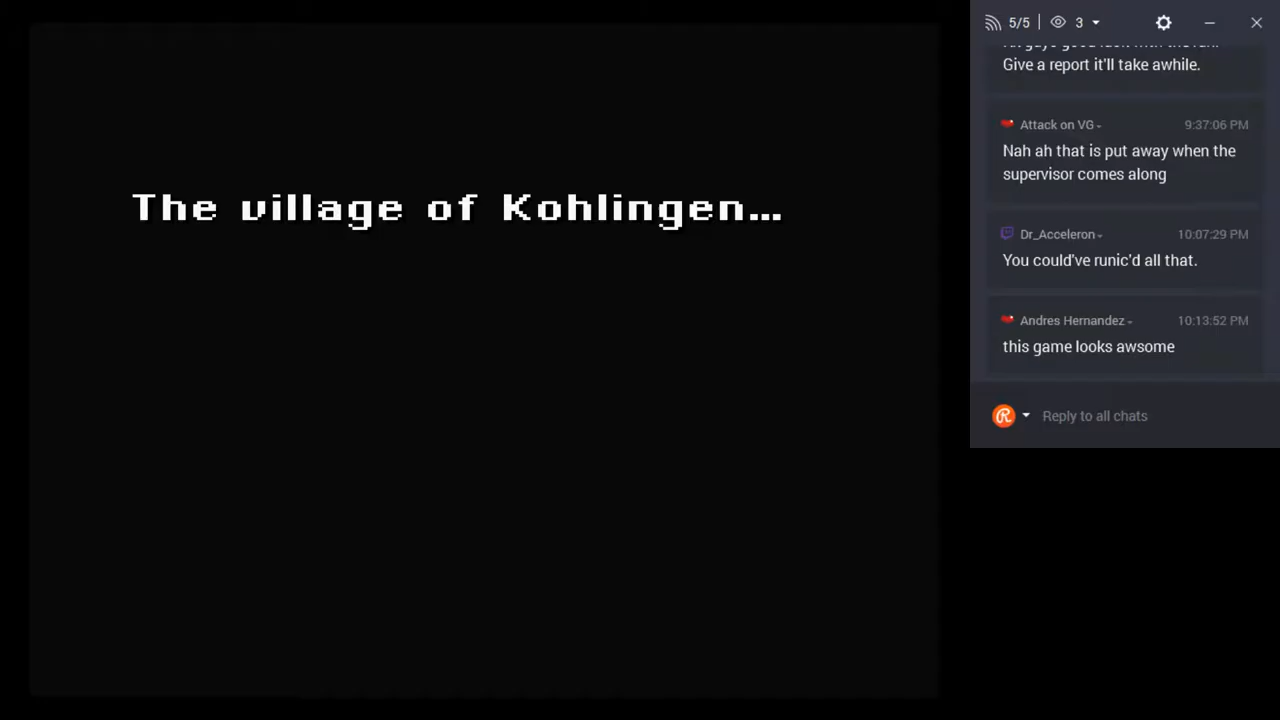 The village of Kohlingen...
5/5
3
Give a report it'll take awhile.
Attack on VG
9:37:06 PM
Nah ah that is put away when the
supervisor comes along
Dr_Acceleron
10:07:29 PM
You could've runic'd all that.
Andres Hernandez
10:13:52 PM
this game looks awsome
Reply to all chats